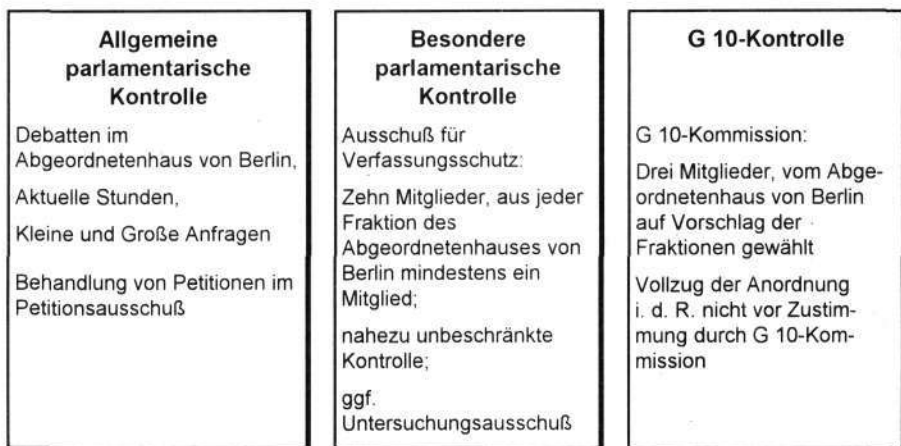 Allgemeine
parlamentarische
Kontrolle
Debatten im
Abgeordnetenhaus von Berlin,
Aktuelle Stunden,
Kleine und Große Anfragen
Behandlung von Petitionen im
Petitionsausschuß
Besondere
parlamentarische
Kontrolle
Ausschuß für
Verfassungsschutz:
Zehn Mitglieder, aus jeder
Fraktion des
Abgeordnetenhauses von
Berlin mindestens ein
Mitglied;
nahezu unbeschränkte
Kontrolle;
ggf.
Untersuchungsausschuß
G 10-Kontrolle
G 10-Kommission:
Drei Mitglieder, vom Abge-
ordnetenhaus von Berlin
auf Vorschlag der
Fraktionen gewählt
Vollzug der Anordnung
i. d. R. nicht vor Zustim-
mung durch G 10-Kom-
mission